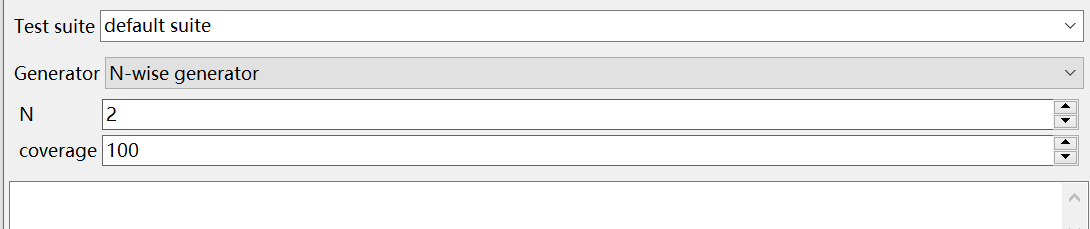 Test suite default suite
Generator N-wise generator
N 2
coverage 100